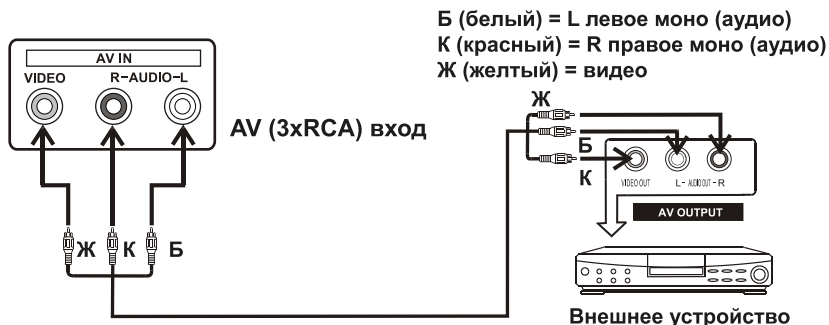 Б (белый) = L левое моно (аудио)
К (красный) = R правое моно (аудио)
Ж (желтый) = видео
AV IN
VIDEO R-AUDIO-L
AV (3xRCA) вход
Ж
Б
К
VIDEO OUT L- AUDIO OUT -R
AV OUTPUT
Ж К Б
Внешнее устройство